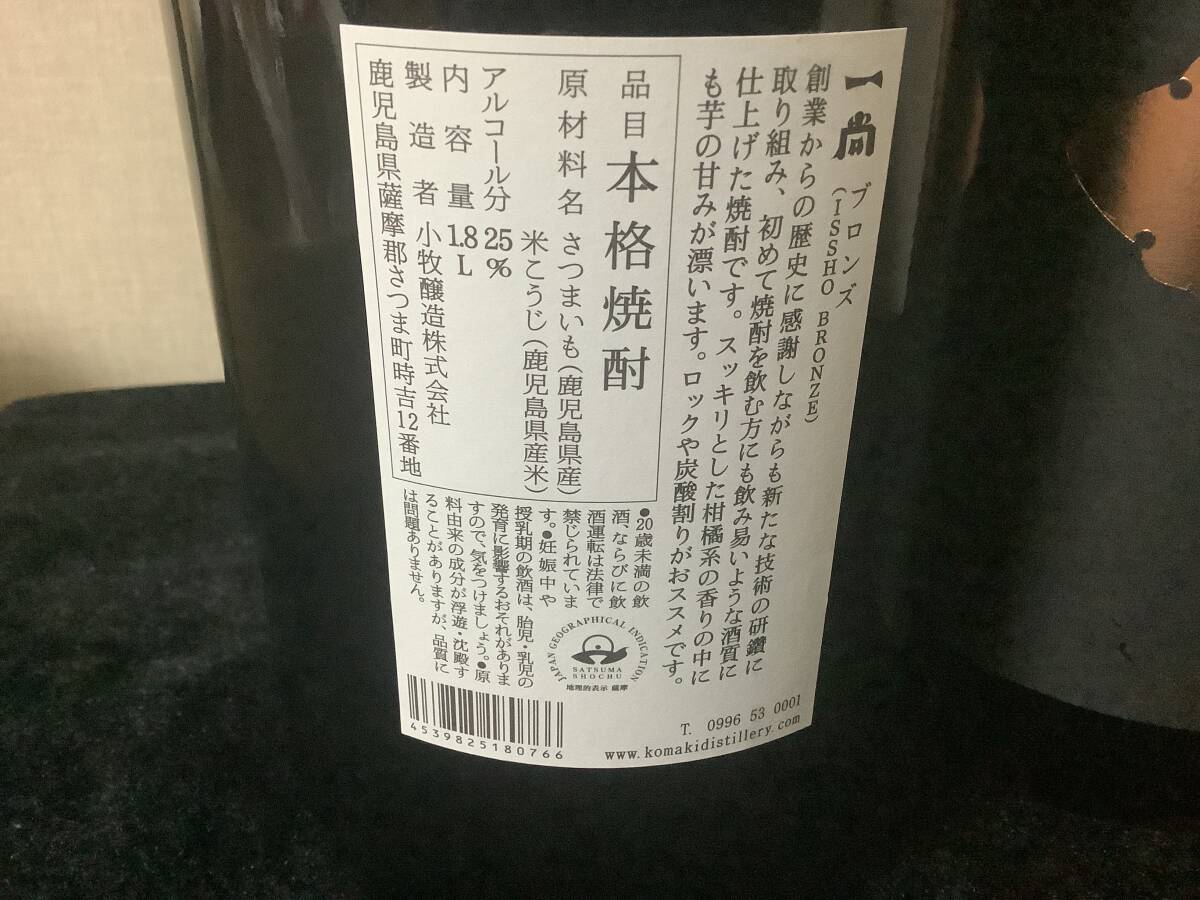 一尚 ブロンズ
(ISSHO BRONZE)
創業からの歴史に感謝しながらも新たな技術の研鑽に
取り組み、初めて焼酎を飲む方にも飲み易いような酒質に
仕上げた焼酎です。スッキリとした柑橘系の香りの中に
も芋の甘みが漂います。ロックや炭酸割りがおススメです。
品目 本格焼酎
原材料名 さつまいも(鹿児島県産)
米こうじ(鹿児島県産米)
アルコール分 25%
内容量 1.8L
製造者 小牧醸造株式会社
鹿児島県薩摩郡さつま町時吉12番地
●20歳未満の飲
酒、ならびに飲
酒運転は法律で
禁じられていま
す。●妊娠中や
授乳期の飲酒は、胎児・乳児の
発育に影響するおそれがありま
すので、気をつけましょう。●原
料由来の成分が浮遊・沈殿す
ることがありますが、品質に
は問題ありません。
JAPAN GEOGRAPHICAL INDICATION
SATSUMA
SHOCHU
地理的表示 薩摩
4539825180766
T. 0996 53 0001
www.komakidistillery.com